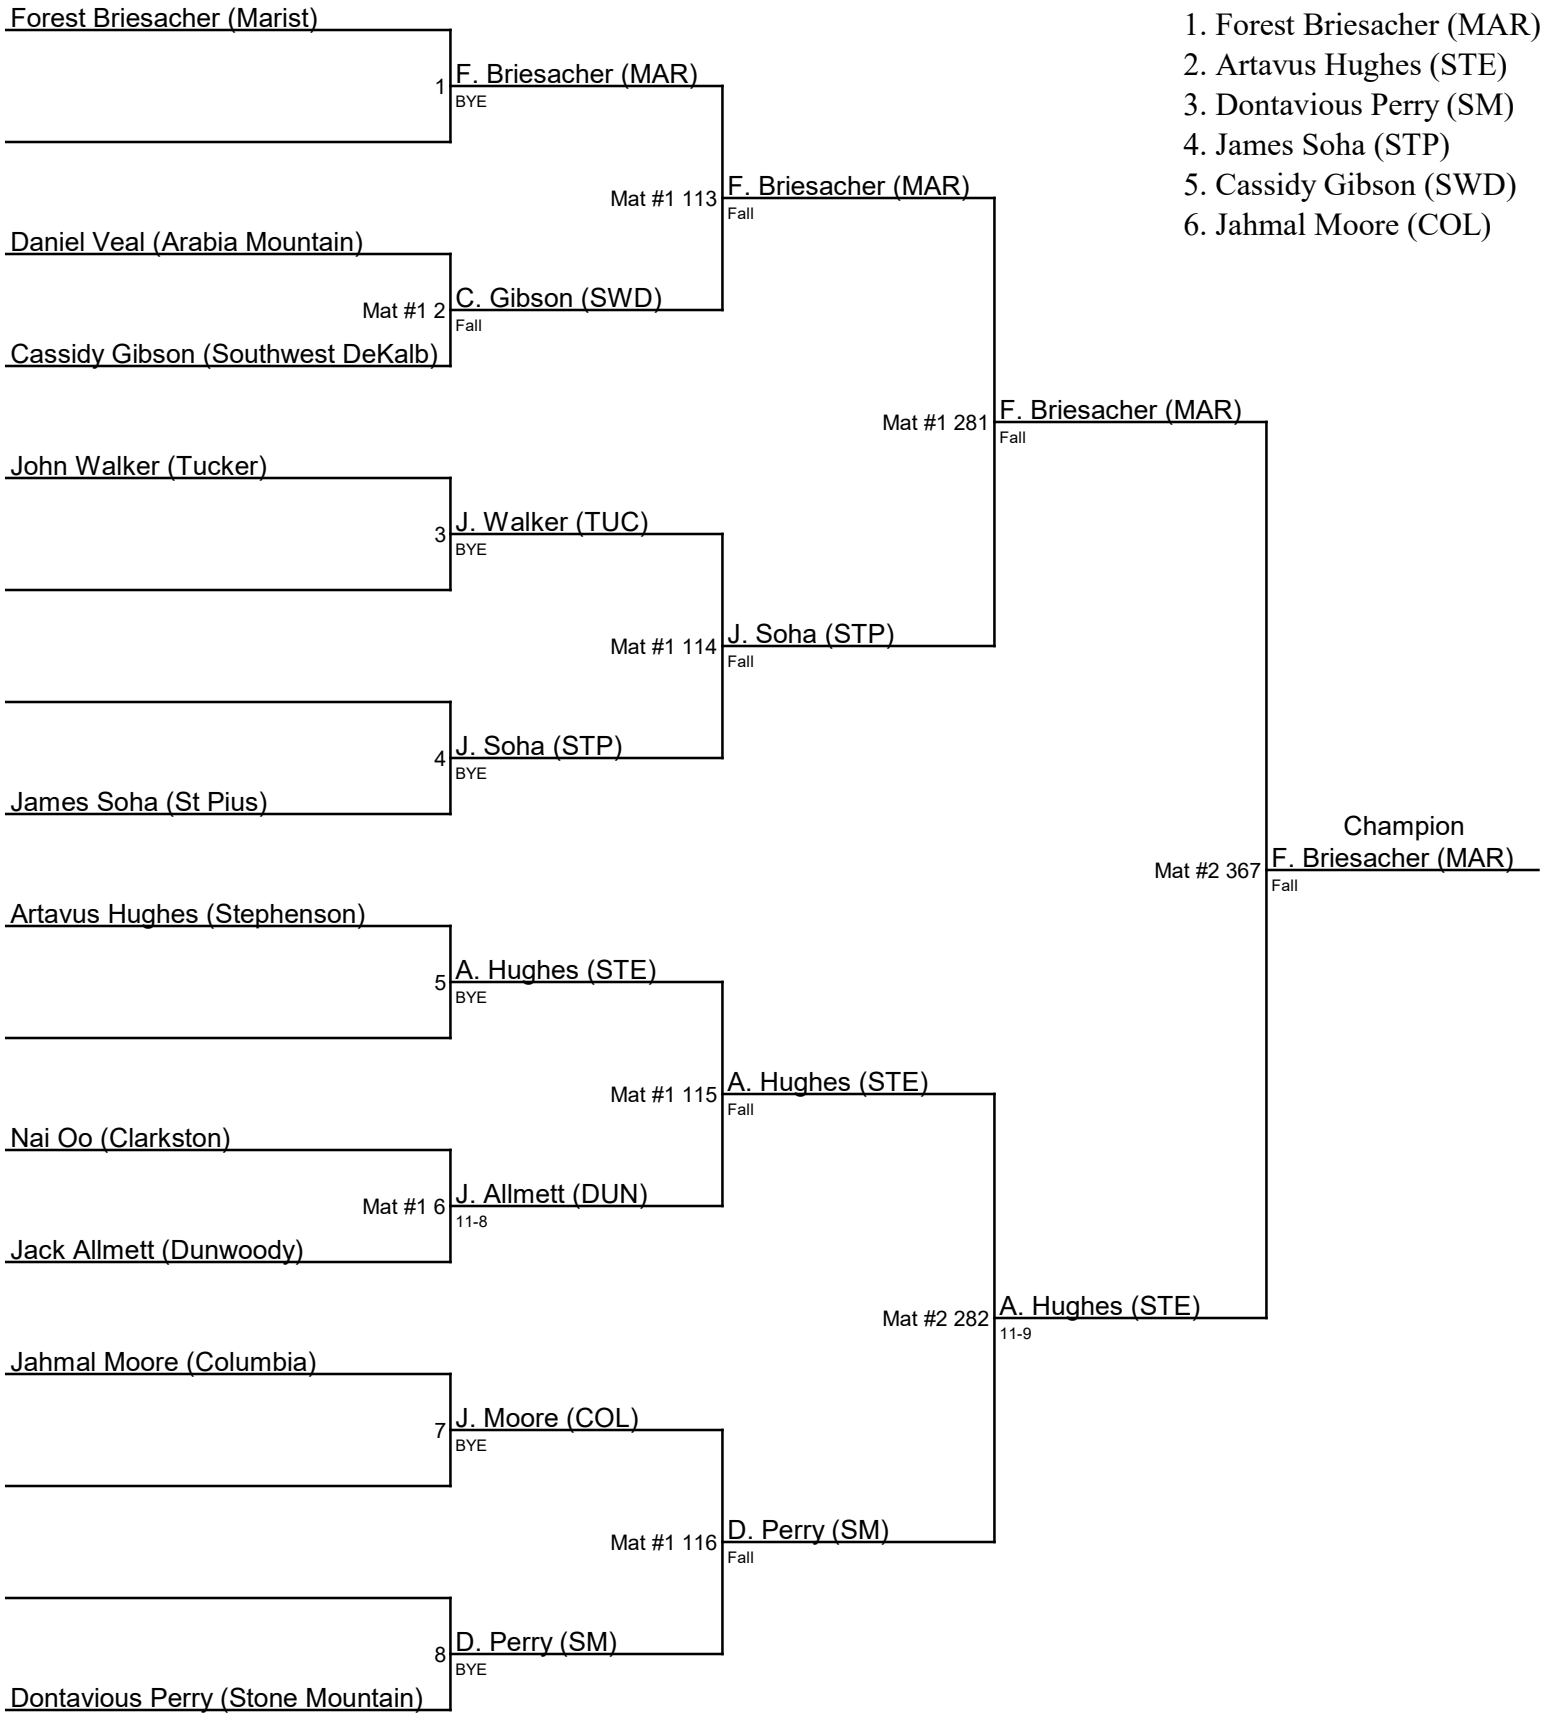 Forest Briesacher (Marist)
1. Forest Briesacher (MAR)
2. Artavus Hughes (STE)
3. Dontavious Perry (SM)
4. James Soha (STP)
5. Cassidy Gibson (SWD)
6. Jahmal Moore (COL)
1 F. Briesacher (MAR)
BYE
Mat #1 113 F. Briesacher (MAR)
Fall
Daniel Veal (Arabia Mountain)
Mat #1 2 C. Gibson (SWD)
Fall
Cassidy Gibson (Southwest DeKalb)
Mat #1 281 F. Briesacher (MAR)
Fall
John Walker (Tucker)
3 J. Walker (TUC)
BYE
Mat #1 114 J. Soha (STP)
Fall
4 J. Soha (STP)
BYE
James Soha (St Pius)
Champion
Mat #2 367 F. Briesacher (MAR)
Fall
Artavus Hughes (Stephenson)
5 A. Hughes (STE)
BYE
Mat #1 115 A. Hughes (STE)
Fall
Nai Oo (Clarkston)
Mat #1 6 J. Allmett (DUN)
11-8
Jack Allmett (Dunwoody)
Mat #2 282 A. Hughes (STE)
11-9
Jahmal Moore (Columbia)
7 J. Moore (COL)
BYE
Mat #1 116 D. Perry (SM)
Fall
8 D. Perry (SM)
BYE
Dontavious Perry (Stone Mountain)